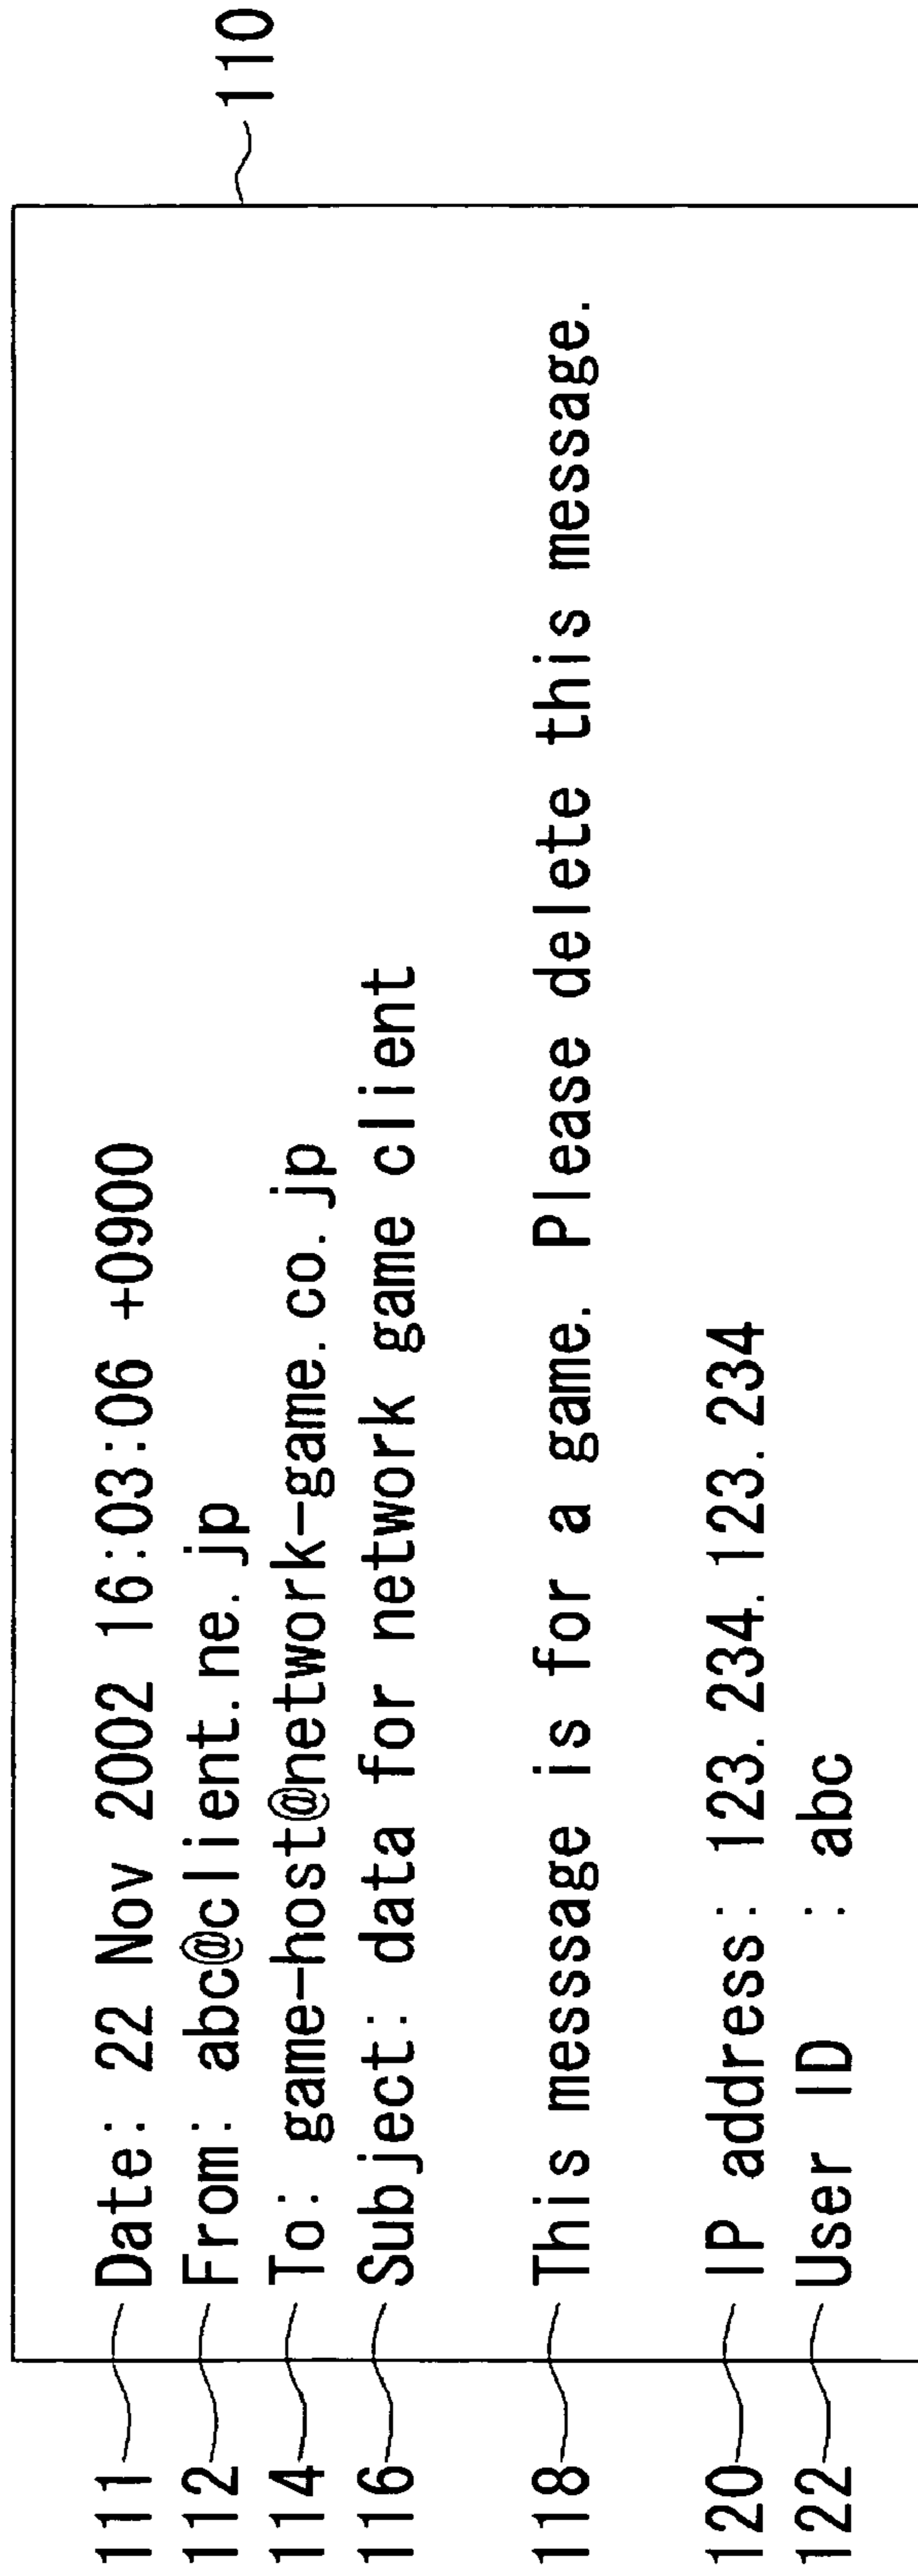 110
111 Date: 22 Nov 2002 16:03:06 +0900
112 From: abc@client.ne.jp
114 To: game-host@network-game.co.jp
116 Subject: data for network game client
118 This message is for a game. Please delete this message.
120 IP address: 123.234.123.234
122 User ID : abc